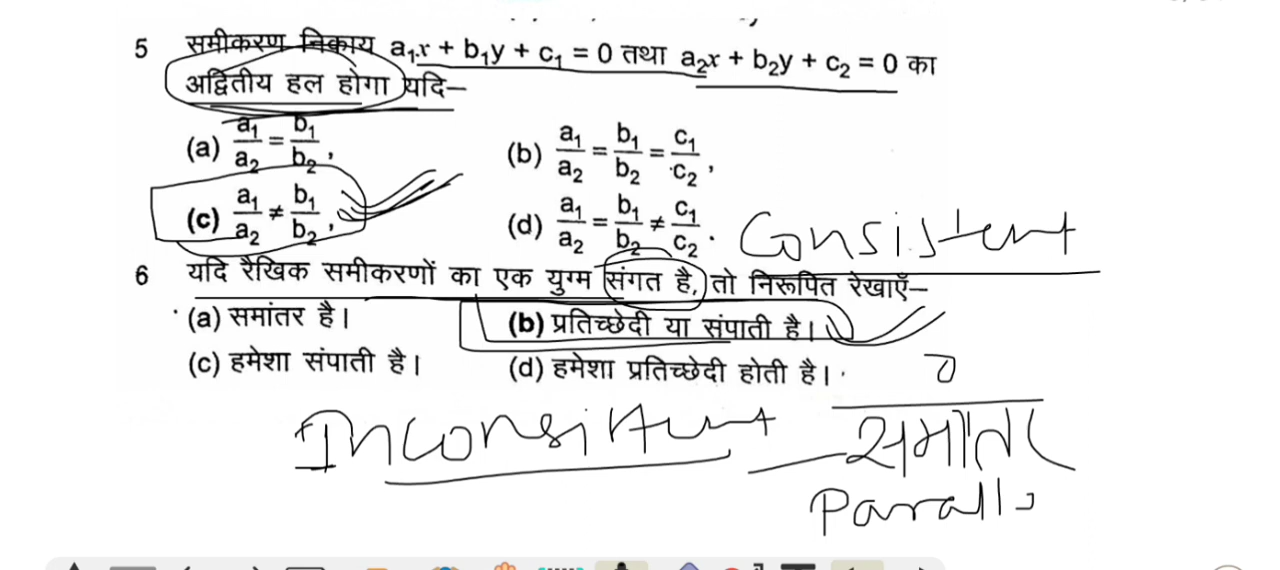 5 समीकरण निकाय a₁x + b₁y + c₁ = 0 तथा a₂x + b₂y + c₂ = 0 का
अद्वितीय हल होगा यदि–
(a) a₁/a₂ = b₁/b₂, (b) a₁/a₂ = b₁/b₂ = c₁/c₂,
(c) a₁/a₂ ≠ b₁/b₂, (d) a₁/a₂ = b₁/b₂ ≠ c₁/c₂.
Consistent
6 यदि रैखिक समीकरणों का एक युग्म संगत है, तो निरूपित रेखाएँ–
(a) समांतर है। (b) प्रतिच्छेदी या संपाती है।
(c) हमेशा संपाती है। (d) हमेशा प्रतिच्छेदी होती है।
Inconsistent — समांतर